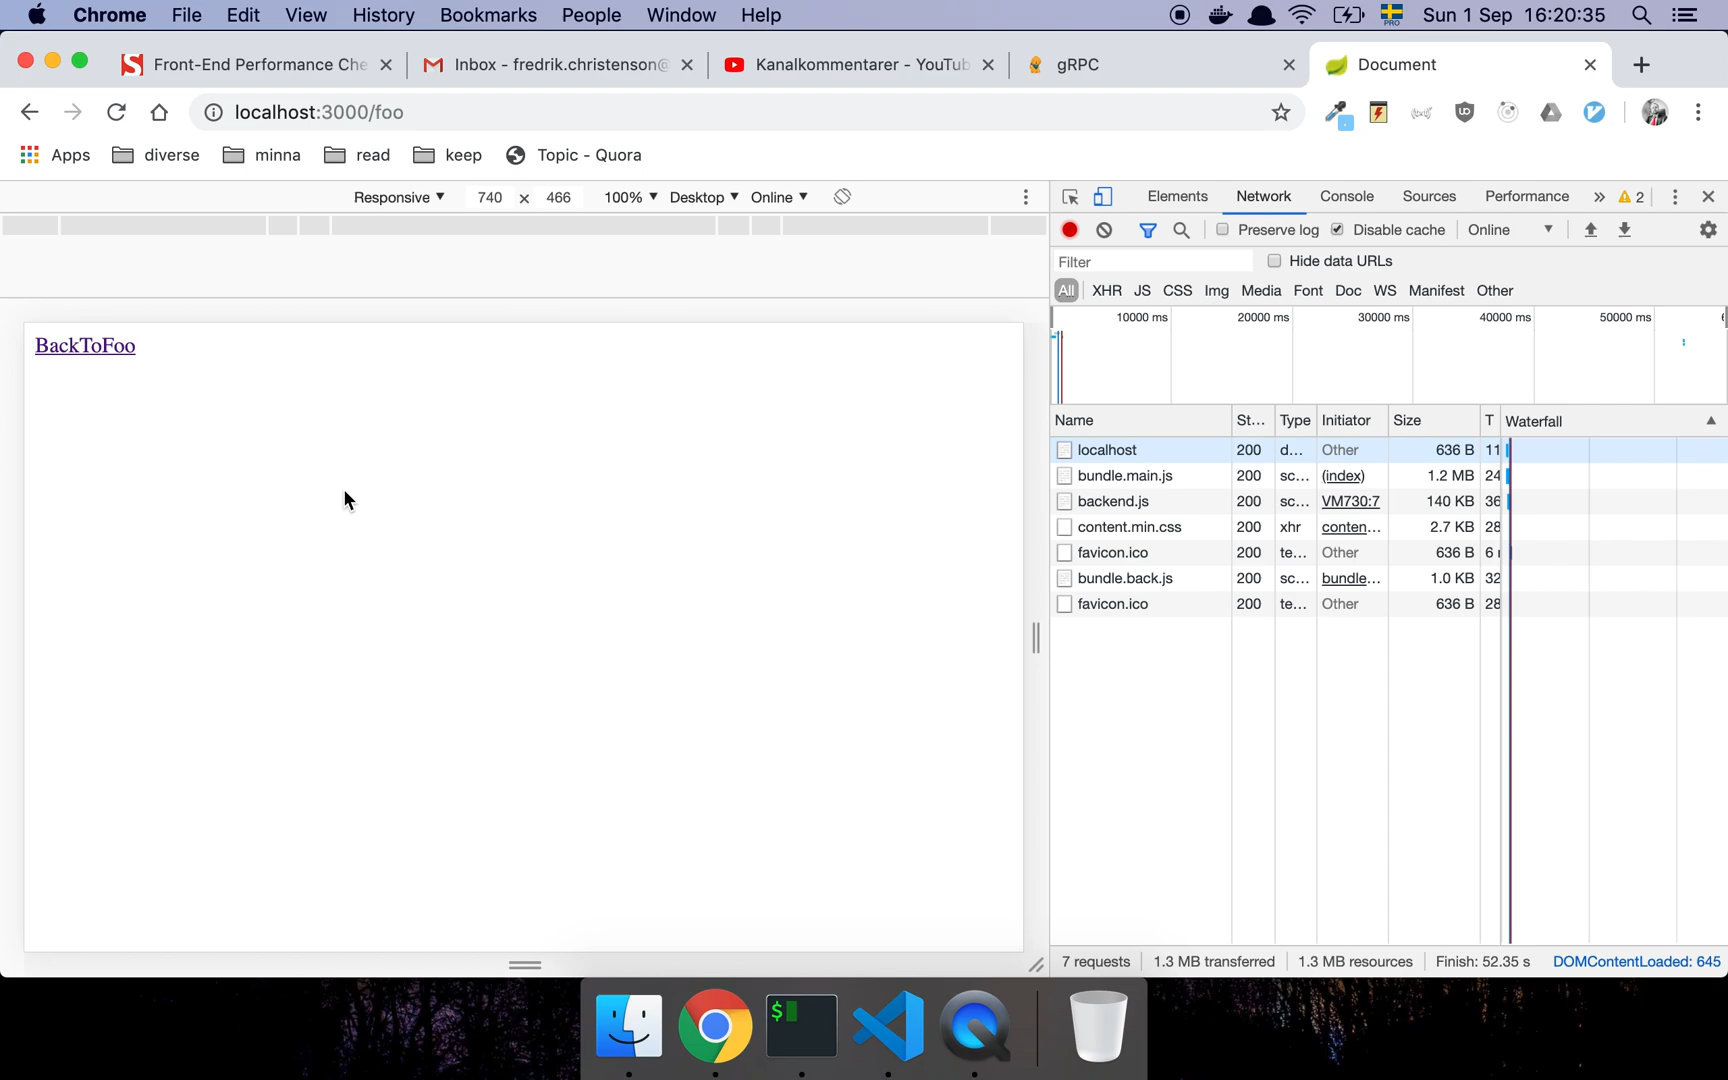 Chrome File Edit View History Bookmarks People Window Help PRO Sun 1 Sep 16:20:35
Front-End Performance Che Inbox - fredrik.christenson@ Kanalkommentarer - YouTub gRPC Document
localhost:3000/foo
Apps diverse minna read keep Topic - Quora
Responsive 740 × 466 100% Desktop Online
Elements Network Console Sources Performance » 2
Preserve log Disable cache Online
Filter Hide data URLs
All XHR JS CSS Img Media Font Doc WS Manifest Other
10000 ms 20000 ms 30000 ms 40000 ms 50000 ms
BackToFoo
Name St... Type Initiator Size T Waterfall
localhost 200 d... Other 636 B 11
bundle.main.js 200 sc... (index) 1.2 MB 24
backend.js 200 sc... VM730:7 140 KB 36
content.min.css 200 xhr conten... 2.7 KB 28
favicon.ico 200 te... Other 636 B 6
bundle.back.js 200 sc... bundle... 1.0 KB 32
favicon.ico 200 te... Other 636 B 28
7 requests 1.3 MB transferred 1.3 MB resources Finish: 52.35 s DOMContentLoaded: 645
$